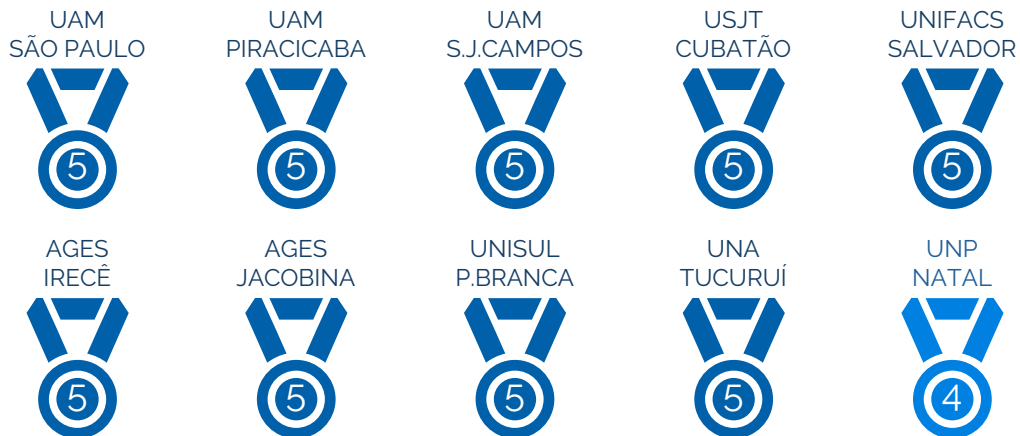 UAM
SÃO PAULO
5
UAM
PIRACICABA
5
UAM
S.J.CAMPOS
5
USJT
CUBATÃO
5
UNIFACS
SALVADOR
5
AGES
IRECÊ
5
AGES
JACOBINA
5
UNISUL
P.BRANCA
5
UNA
TUCURUÍ
5
UNP
NATAL
4